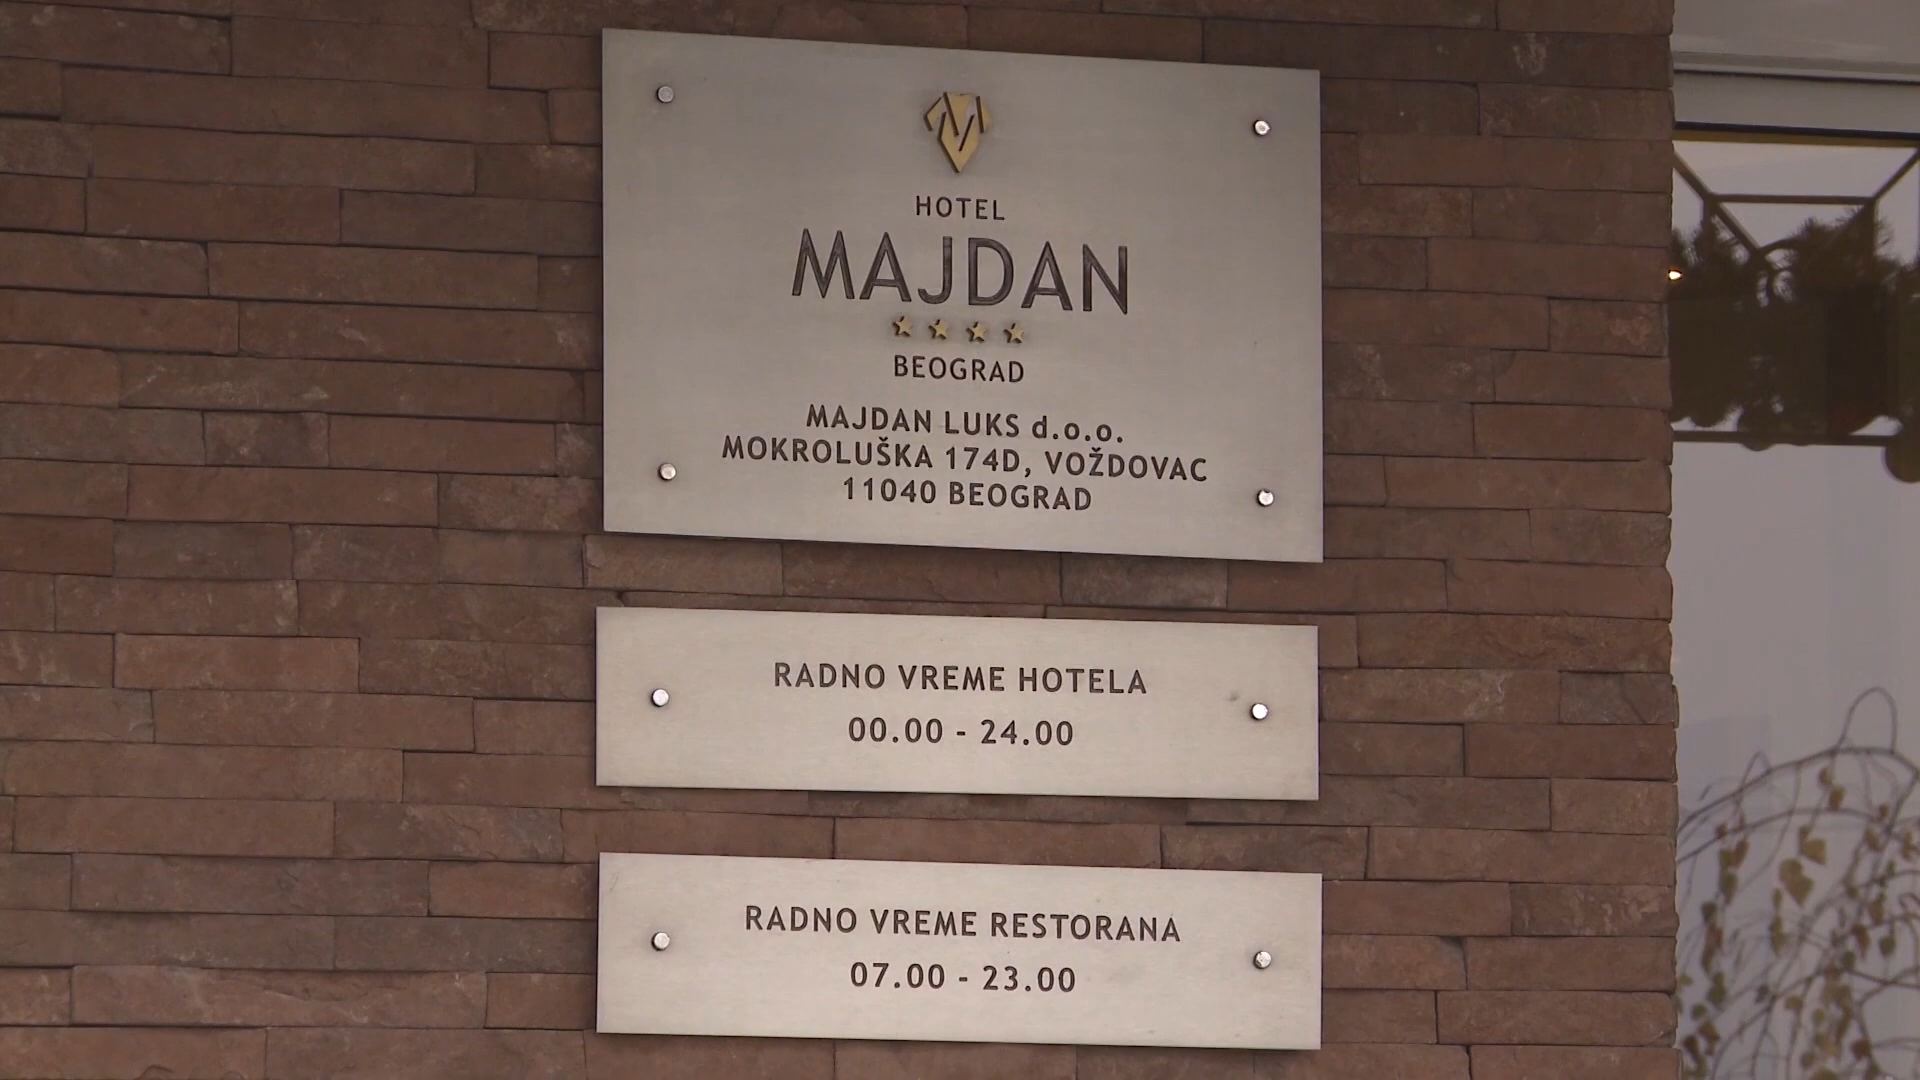 HOTEL
MAJDAN
BEOGRAD
MAJDAN LUKS d.o.o.
MOKROLUŠKA 174D, VOŽDOVAC
11040 BEOGRAD
RADNO VREME HOTELA
00.00 - 24.00
RADNO VREME RESTORANA
07.00 - 23.00